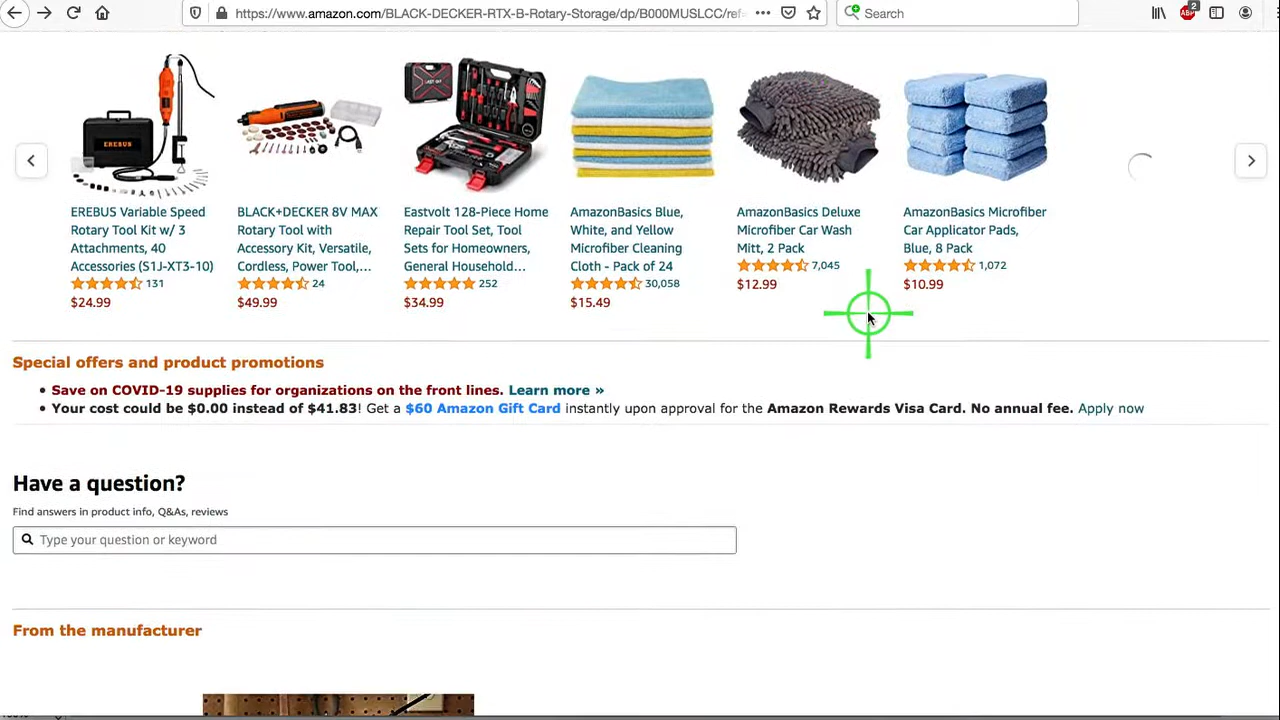 https://www.amazon.com/BLACK-DECKER-RTX-B-Rotary-Storage/dp/B000MUSLCC/ref
Search
ABP
2
EREBUS
EREBUS Variable Speed
Rotary Tool Kit w/ 3
Attachments, 40
Accessories (S1J-XT3-10)
131
$24.99
BLACK+DECKER 8V MAX
Rotary Tool with
Accessory Kit, Versatile,
Cordless, Power Tool,...
24
$49.99
Eastvolt 128-Piece Home
Repair Tool Set, Tool
Sets for Homeowners,
General Household...
252
$34.99
AmazonBasics Blue,
White, and Yellow
Microfiber Cleaning
Cloth - Pack of 24
30,058
$15.49
AmazonBasics Deluxe
Microfiber Car Wash
Mitt, 2 Pack
7,045
$12.99
AmazonBasics Microfiber
Car Applicator Pads,
Blue, 8 Pack
1,072
$10.99
Special offers and product promotions
• Save on COVID-19 supplies for organizations on the front lines. Learn more »
• Your cost could be $0.00 instead of $41.83! Get a $60 Amazon Gift Card instantly upon approval for the Amazon Rewards Visa Card. No annual fee. Apply now
Have a question?
Find answers in product info, Q&As, reviews
Type your question or keyword
From the manufacturer